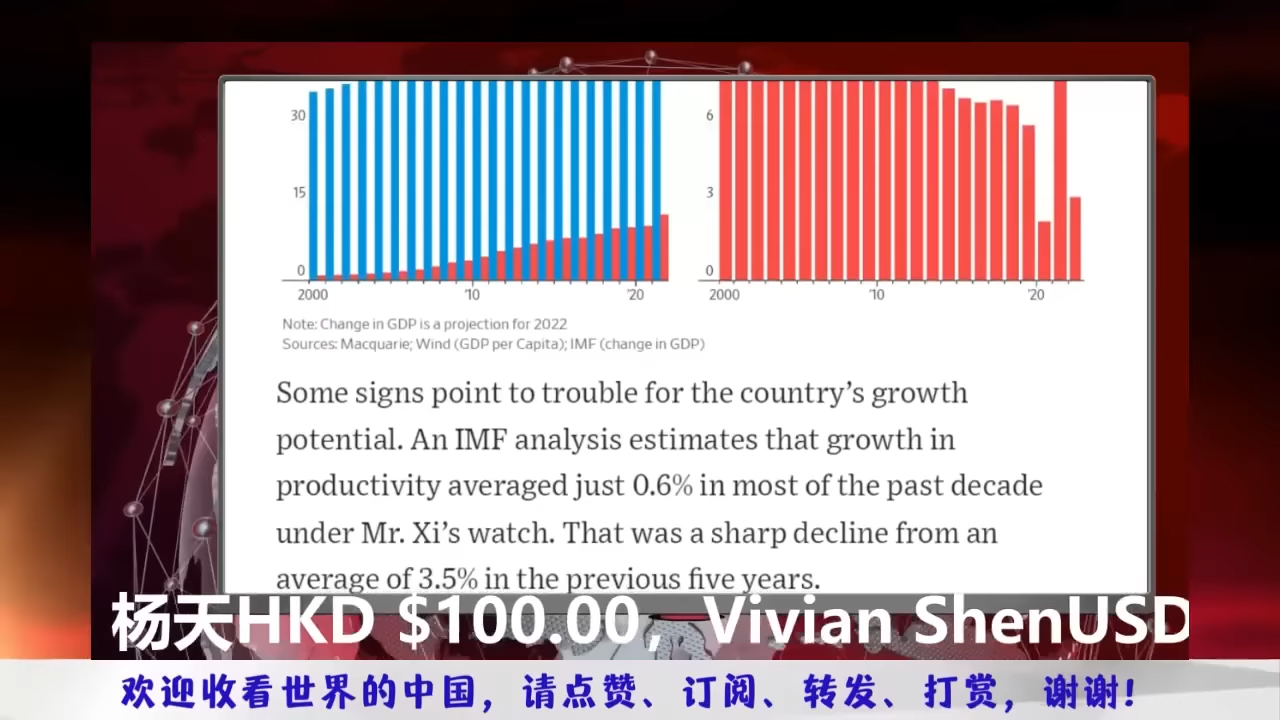 30
15
0
2000
'10
'20
6
3
0
2000
'10
'20
Note: Change in GDP is a projection for 2022
Sources: Macquarie; Wind (GDP per Capita); IMF (change in GDP)
Some signs point to trouble for the country’s growth
potential. An IMF analysis estimates that growth in
productivity averaged just 0.6% in most of the past decade
under Mr. Xi’s watch. That was a sharp decline from an
average of 3.5% in the previous five years.
杨天HKD $100.00，Vivian ShenUSD
欢迎收看世界的中国，请点赞、订阅、转发、打赏，谢谢！